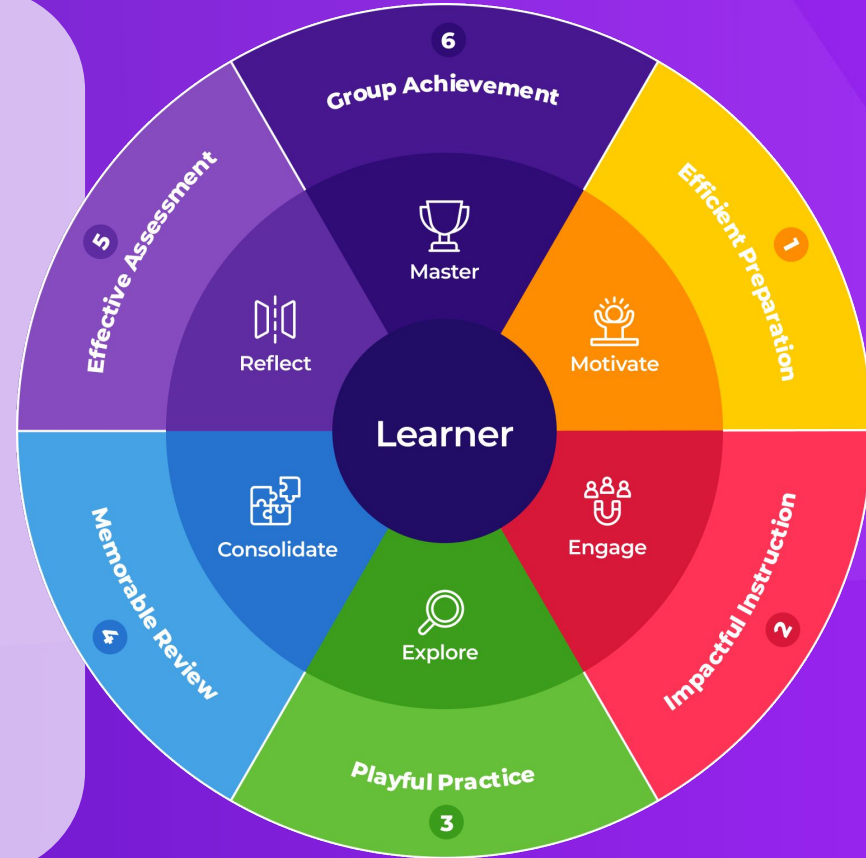 6
Group Achievement
Master
1
Efficient Preparation
Motivate
2
Impactful Instruction
Engage
3
Playful Practice
Explore
4
Memorable Review
Consolidate
5
Effective Assessment
Reflect
Learner